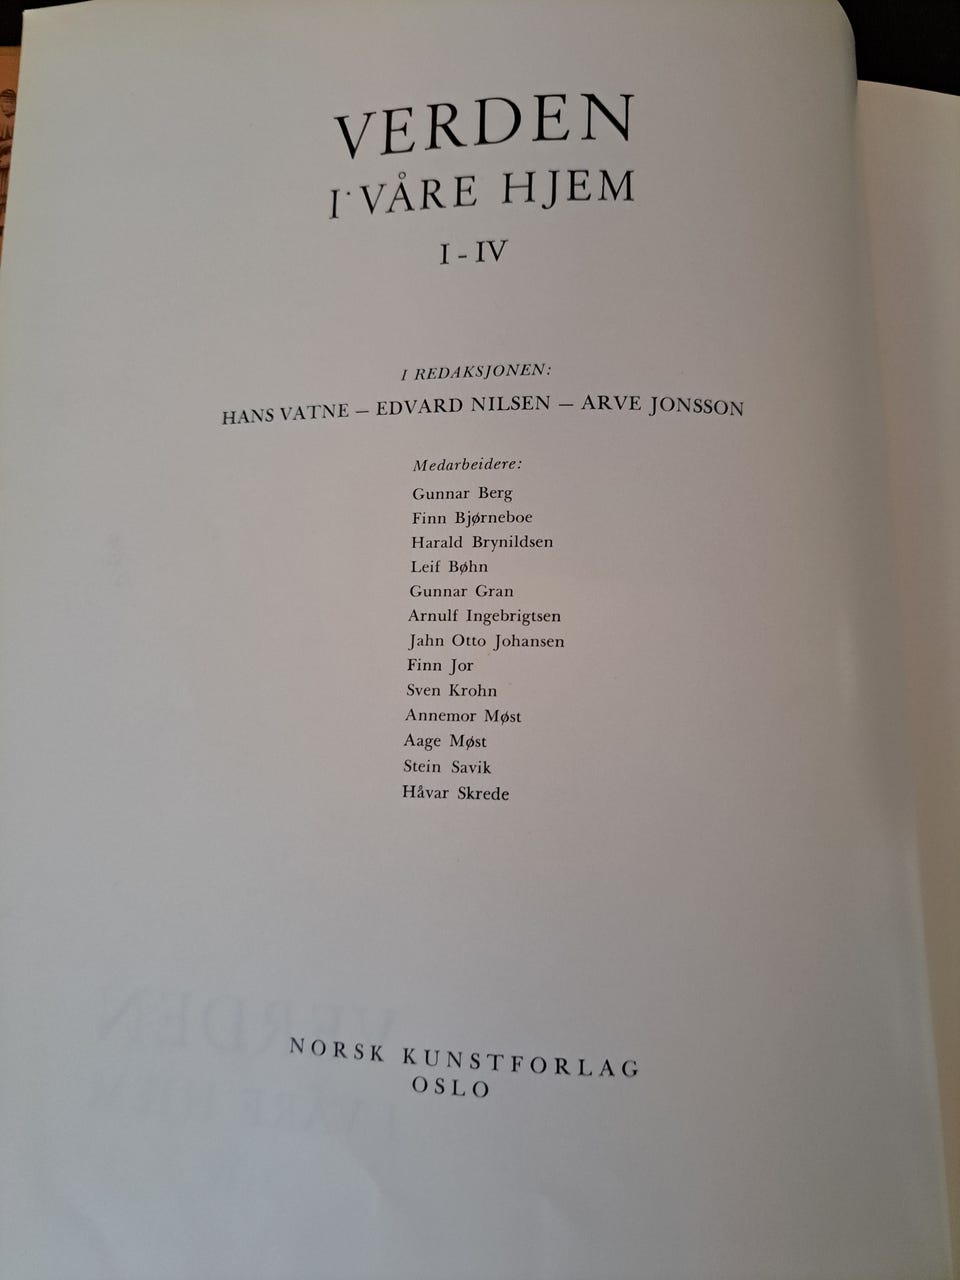 VERDEN
I VÅRE HJEM
I - IV
I REDAKSJONEN:
HANS VATNE – EDVARD NILSEN – ARVE JONSSON
Medarbeidere:
Gunnar Berg
Finn Bjørneboe
Harald Brynildsen
Leif Bøhn
Gunnar Gran
Arnulf Ingebrigtsen
Jahn Otto Johansen
Finn Jor
Sven Krohn
Annemor Møst
Aage Møst
Stein Savik
Håvar Skrede
NORSK KUNSTFORLAG
OSLO